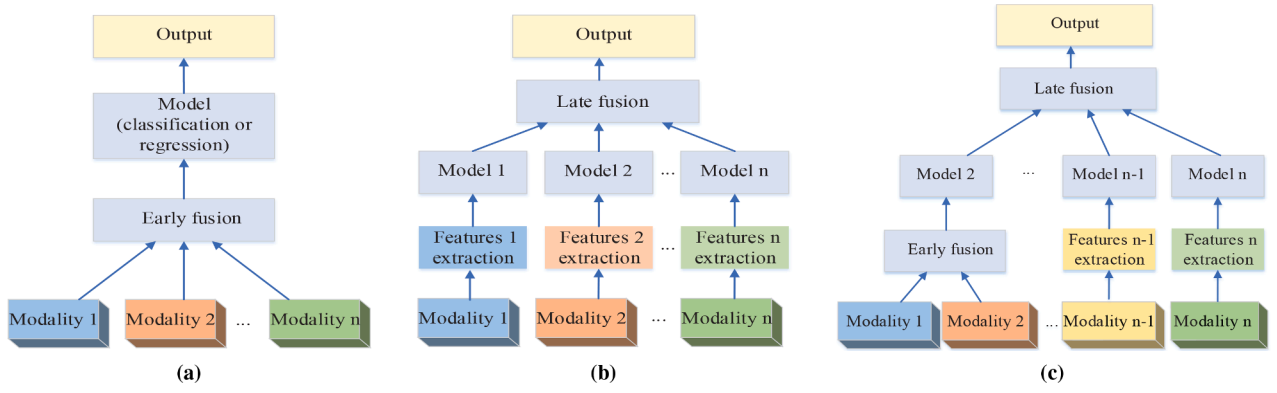 Output
Model
(classification or
regression)
Early fusion
Modality 1
Modality 2
...
Modality n
(a)
Output
Late fusion
Model 1
Model 2
...
Model n
Features 1
extraction
Features 2
extraction
...
Features n
extraction
Modality 1
Modality 2
...
Modality n
(b)
Output
Late fusion
Model 2
...
Model n-1
Model n
Early fusion
Features n-1
extraction
Features n
extraction
Modality 1
Modality 2
...
Modality n-1
Modality n
(c)